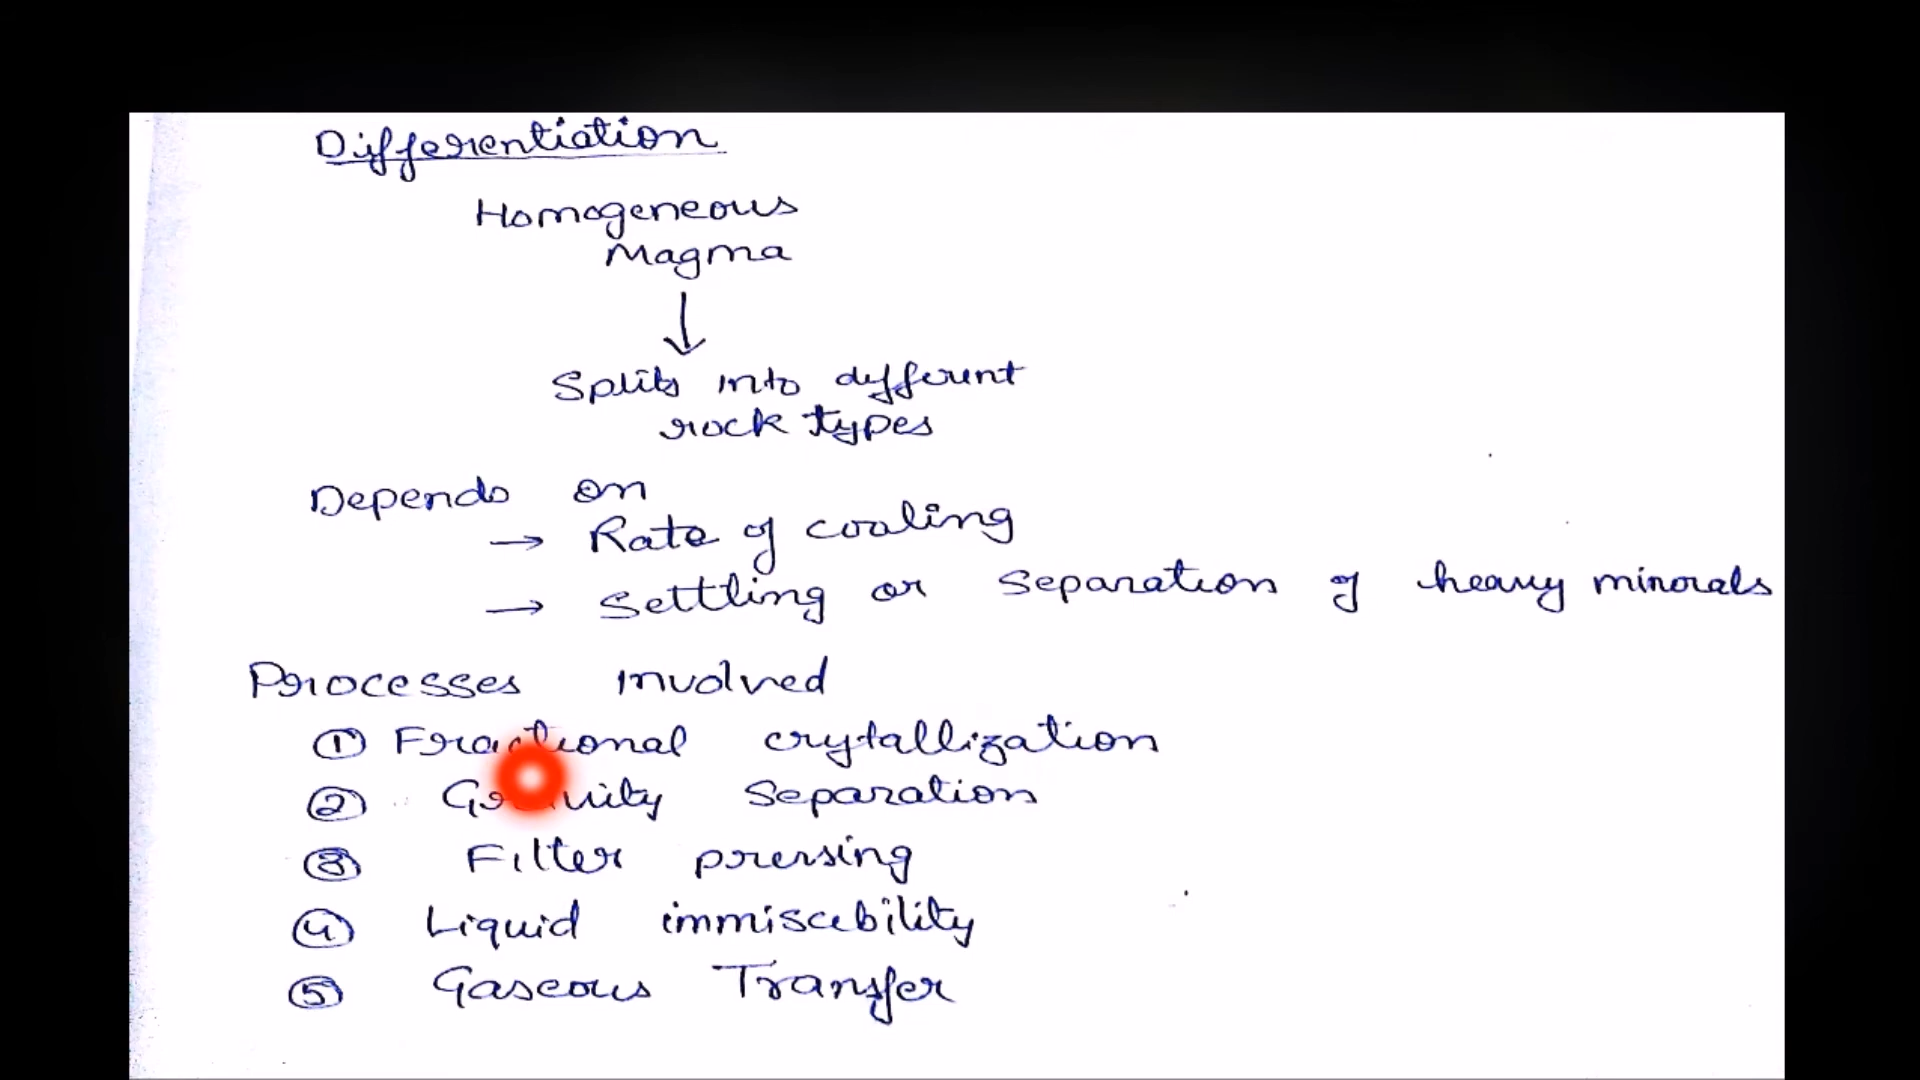 Differentiation
Homogeneous
Magma
↓
Splits into different
rock types
Depends on
→ Rate of cooling
→ Settling or separation of heavy minerals
Processes involved
① Fractional crytallization
② Gravity Separation
③ Filter pressing
④ Liquid immiscibility
⑤ Gaseous Transfer